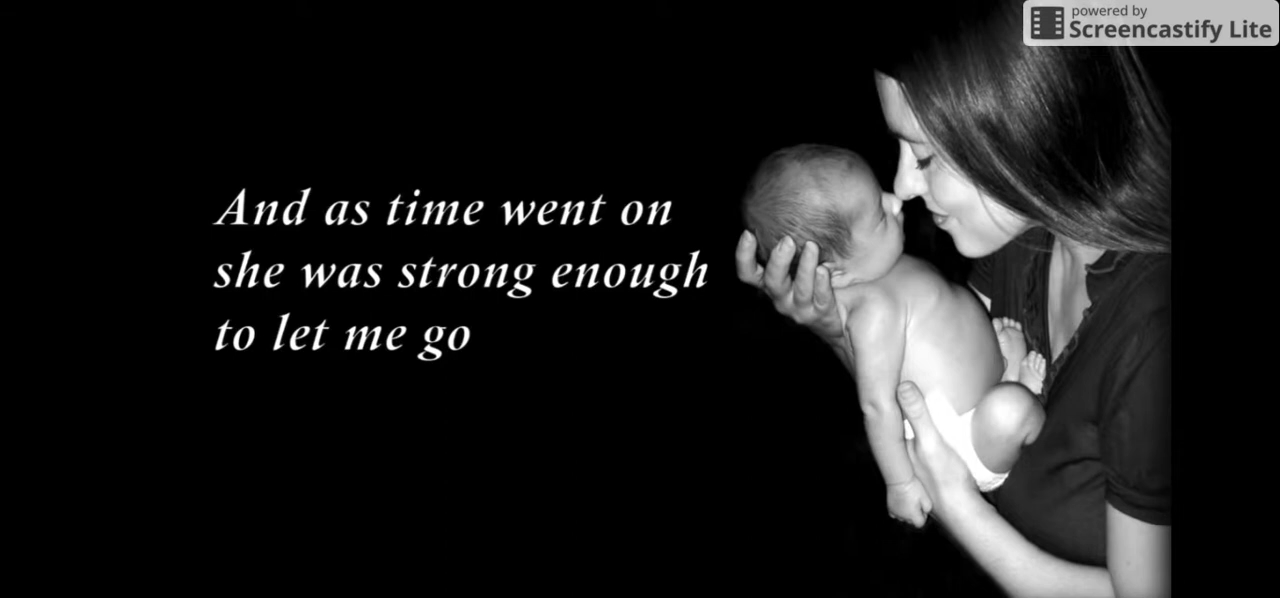 powered by
Screencastify Lite
And as time went on
she was strong enough
to let me go